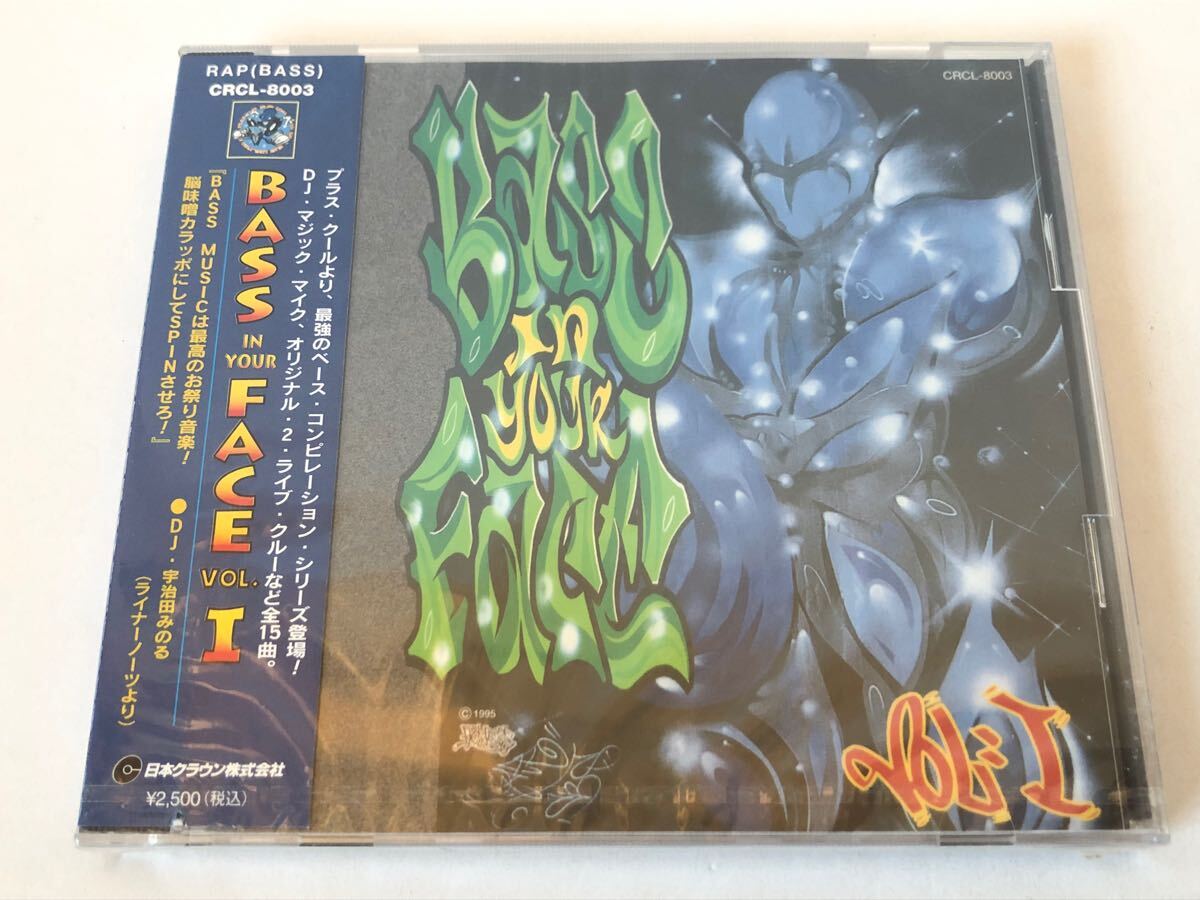 RAP(BASS)
CRCL-8003
プラス・クールより、最強のベース・コンピレーション・シリーズ登場!
DJ・マジック・マイク、オリジナル・2・ライブ・クルーなど全15曲。
BASS
IN
YOUR
FACE
VOL.
I
『BASS MUSICは最高のお祭り音楽!
脳味噌カラッポにしてSPINさせろ!』
●DJ・宇治田みのる
(ライナーノーツより)
日本クラウン株式会社
¥2,500(税込)
CRCL-8003
Bass
in
your
Face
©1995
Vol. I